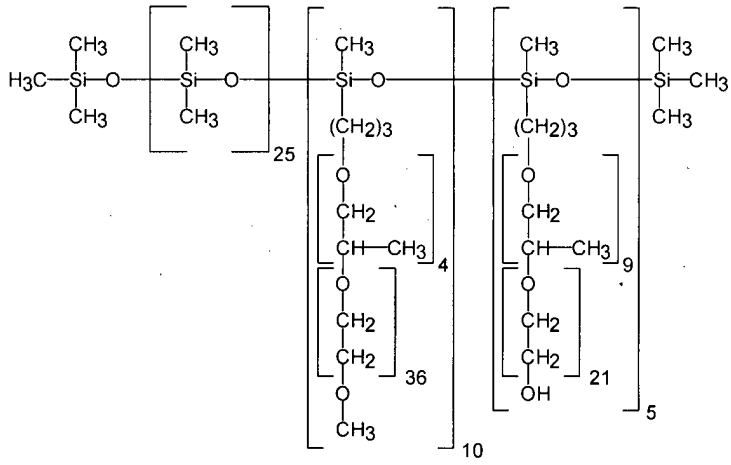 CH3 CH3 CH3 CH3 CH3
H3C—Si—O—Si—O—Si—O—Si—O—Si—CH3
CH3 CH3 (CH2)3 (CH2)3 CH3
25
O O
CH2 CH2
CH—CH3 CH—CH3
4 9
O O
CH2 CH2
CH2 CH2
36 21
O OH
5
CH3
10